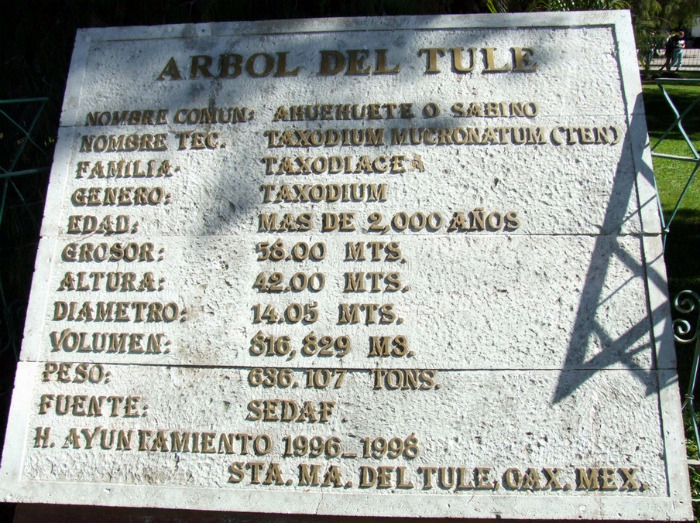 ARBOL DEL TULE
NOMBRE COMUN: AHUEHUETE O SABINO
NOMBRE TEC. TAXODIUM MUCRONATUM (TEN)
FAMILIA: TAXODIACEA
GENERO: TAXODIUM
EDAD: MAS DE 2,000 AÑOS
GROSOR: 58.00 MTS.
ALTURA: 42.00 MTS.
DIAMETRO: 14.05 MTS.
VOLUMEN: 816,829 M3.
PESO: 636.107 TONS.
FUENTE: SEDAF
H. AYUNTAMIENTO 1996-1998
STA. MA. DEL TULE, OAX. MEX.